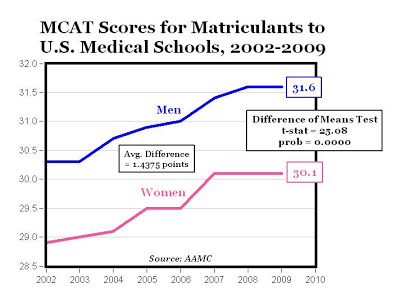 MCAT Scores for Matriculants to
U.S. Medical Schools, 2002-2009
32.0
31.5
31.0
30.5
30.0
29.5
29.0
28.5
Men
31.6
Difference of Means Test
t-stat = 25.08
prob = 0.0000
Avg. Difference
= 1.4375 points
Women
30.1
Source: AAMC
2002 2003 2004 2005 2006 2007 2008 2009 2010